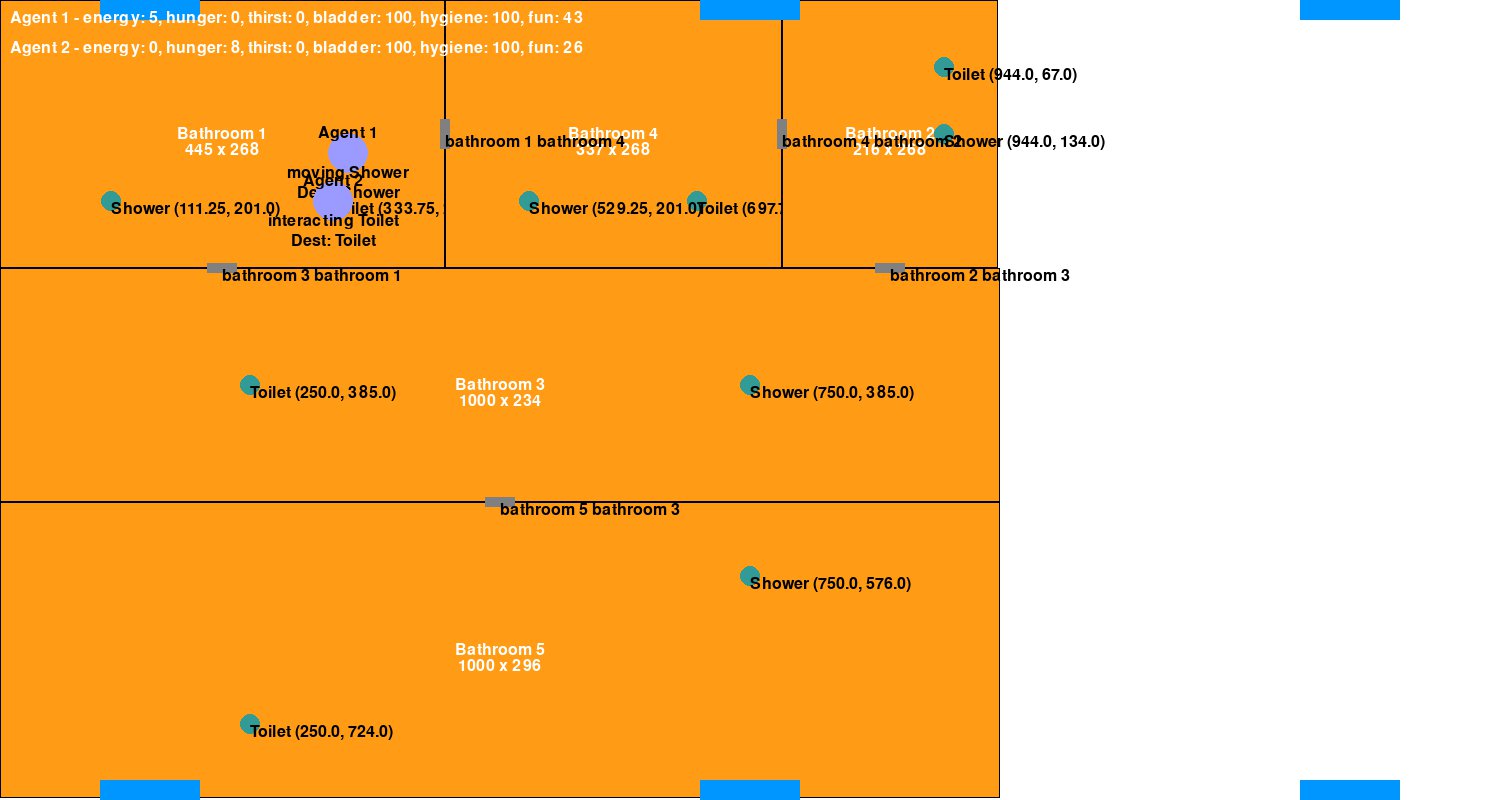 Agent 1 - energy: 5, hunger: 0, thirst: 0, bladder: 100, hygiene: 100, fun: 43
Agent 2 - energy: 0, hunger: 8, thirst: 0, bladder: 100, hygiene: 100, fun: 26
Toilet (944.0, 67.0)
Bathroom 1
445 x 268
Agent 1
Bathroom 4
337 x 268
bathroom 1 bathroom 4
Bathroom 2
216 x 268
bathroom 4 bathroom 2
Shower (944.0, 134.0)
moving Shower
Agent 2
Shower (111.25, 201.0)
(333.75,
interacting Toilet
Dest: Toilet
Shower (529.25, 201.0)
Toilet (697.7
bathroom 3 bathroom 1
bathroom 2 bathroom 3
Toilet (250.0, 385.0)
Bathroom 3
1000 x 234
Shower (750.0, 385.0)
bathroom 5 bathroom 3
Shower (750.0, 576.0)
Bathroom 5
1000 x 296
Toilet (250.0, 724.0)